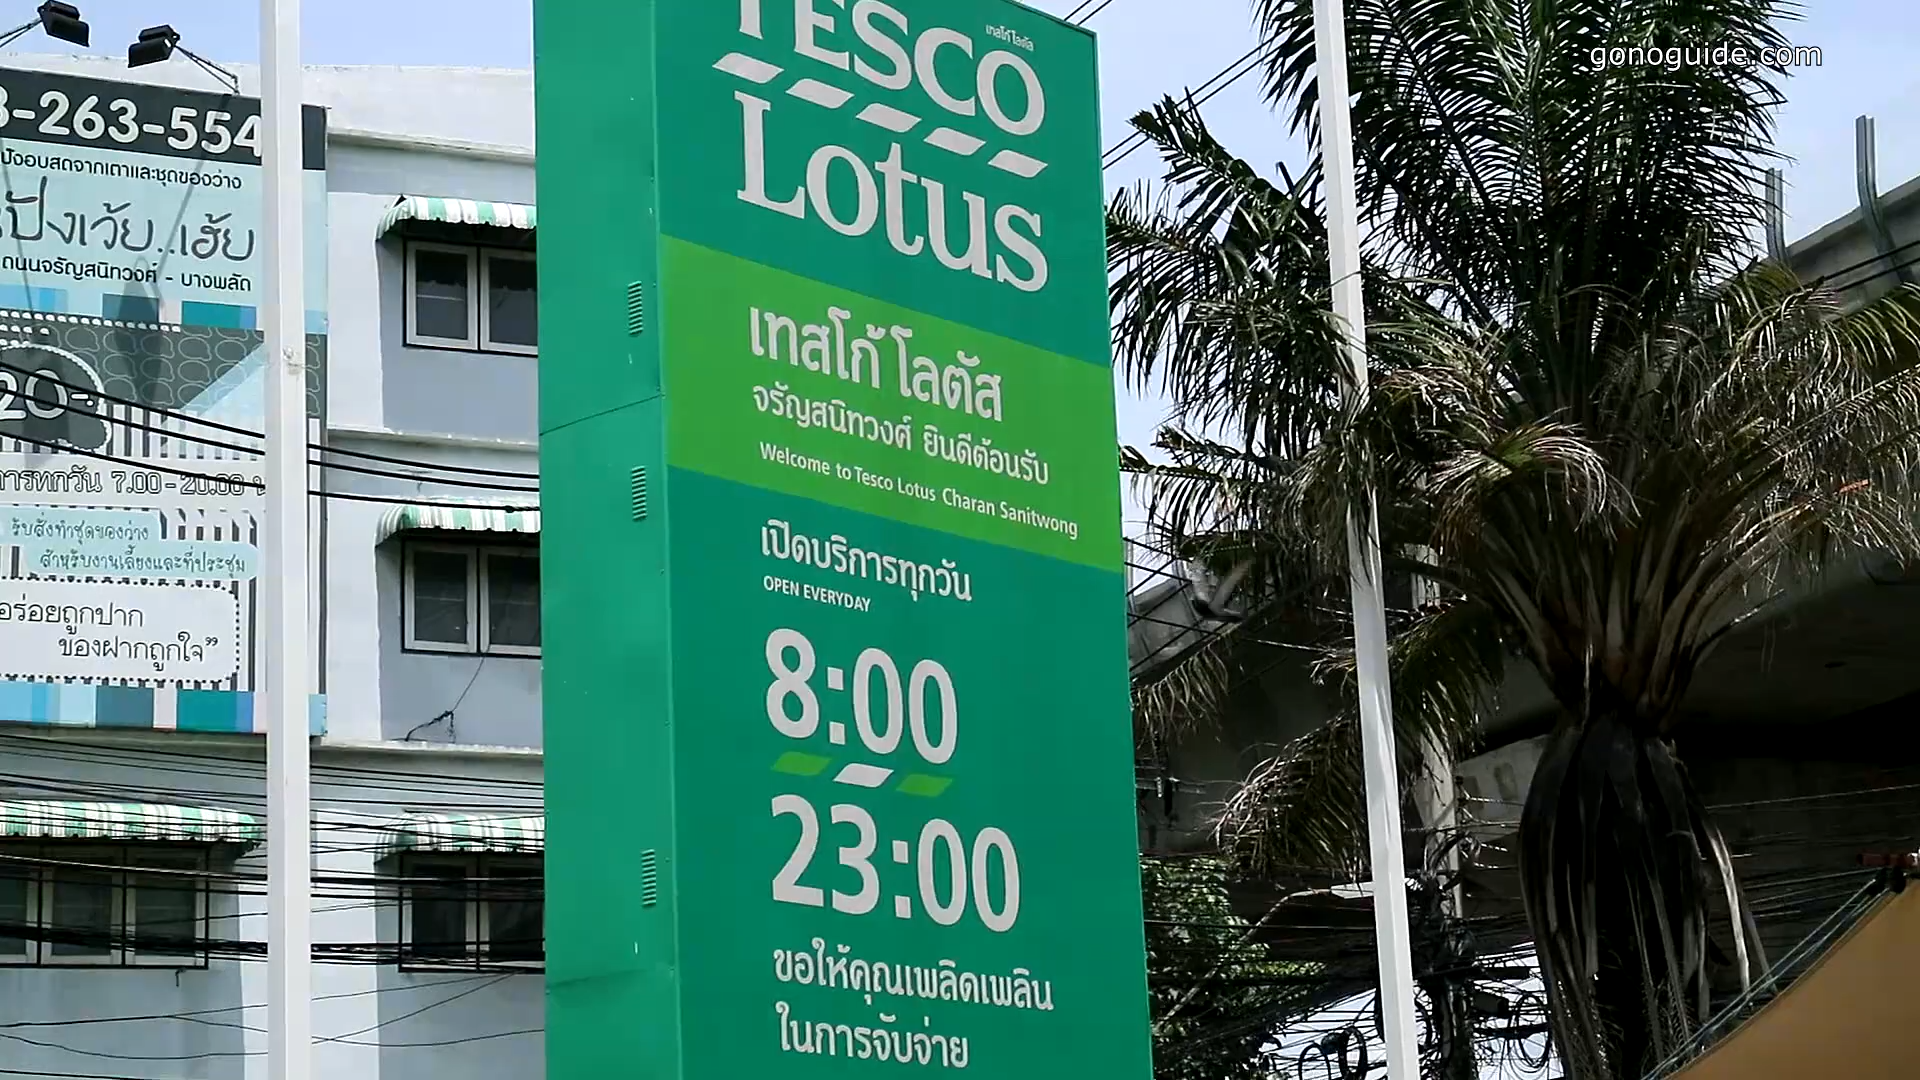 gonoguide.com
TESCO
เทสโก้ โลตัส
Lotus
เทสโก้ โลตัส
จรัญสนิทวงศ์ ยินดีต้อนรับ
Welcome to Tesco Lotus Charan Sanitwong
เปิดบริการทุกวัน
OPEN EVERYDAY
8:00
23:00
ขอให้คุณเพลิดเพลิน
ในการจับจ่าย
-263-554
ปังอบสดจากเตาและชุดของว่าง
ปังเว้ย..เฮ้ย
ถนนจรัญสนิทวงศ์ - บางพลัด
20-
การทุกวัน 7.00-20.00
รับสั่งทำชุดของว่าง
สำหรับงานเลี้ยงและที่ประชุม
อร่อยถูกปาก
ของฝากถูกใจ”